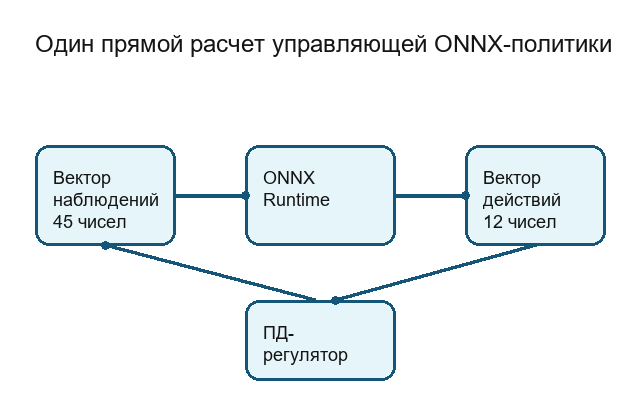 Один прямой расчет управляющей ONNX-политики
Вектор
наблюдений
45 чисел
ONNX
Runtime
Вектор
действий
12 чисел
ПД-
регулятор